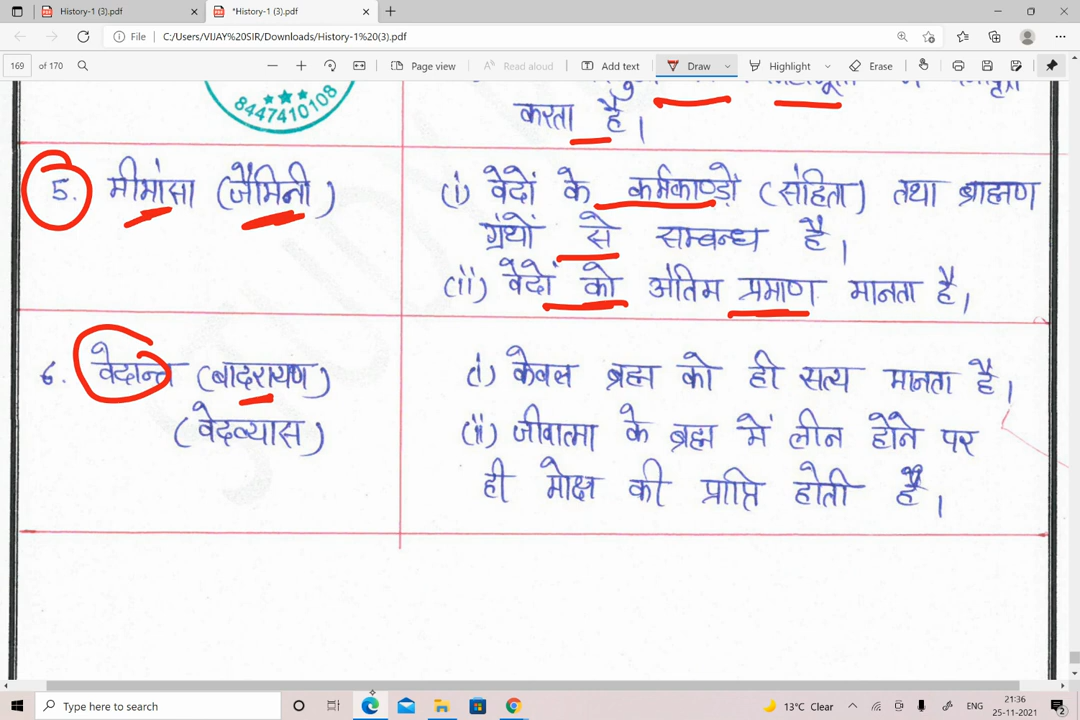 History-1 (3).pdf
*History-1 (3).pdf
File C:/Users/VIJAY%20SIR/Downloads/History-1%20(3).pdf
169 of 170 Page view Read aloud Add text Draw Highlight Erase
8447410108
करता है।
5. मीमांसा (जैमिनी)
(i) वेदों के कर्मकाण्डों (संहिता) तथा ब्राह्मण
ग्रंथों से सम्बन्ध है।
(ii) वेदों को अंतिम प्रमाण मानता है।
6. वेदान्त (बादरायण)
(वेदव्यास)
(i) केवल ब्रह्म को ही सत्य मानता है।
(ii) जीवात्मा के ब्रह्म में लीन होने पर
ही मोक्ष की प्राप्ति होती है।
Type here to search
13°C Clear
ENG
21:36
25-11-2021
2